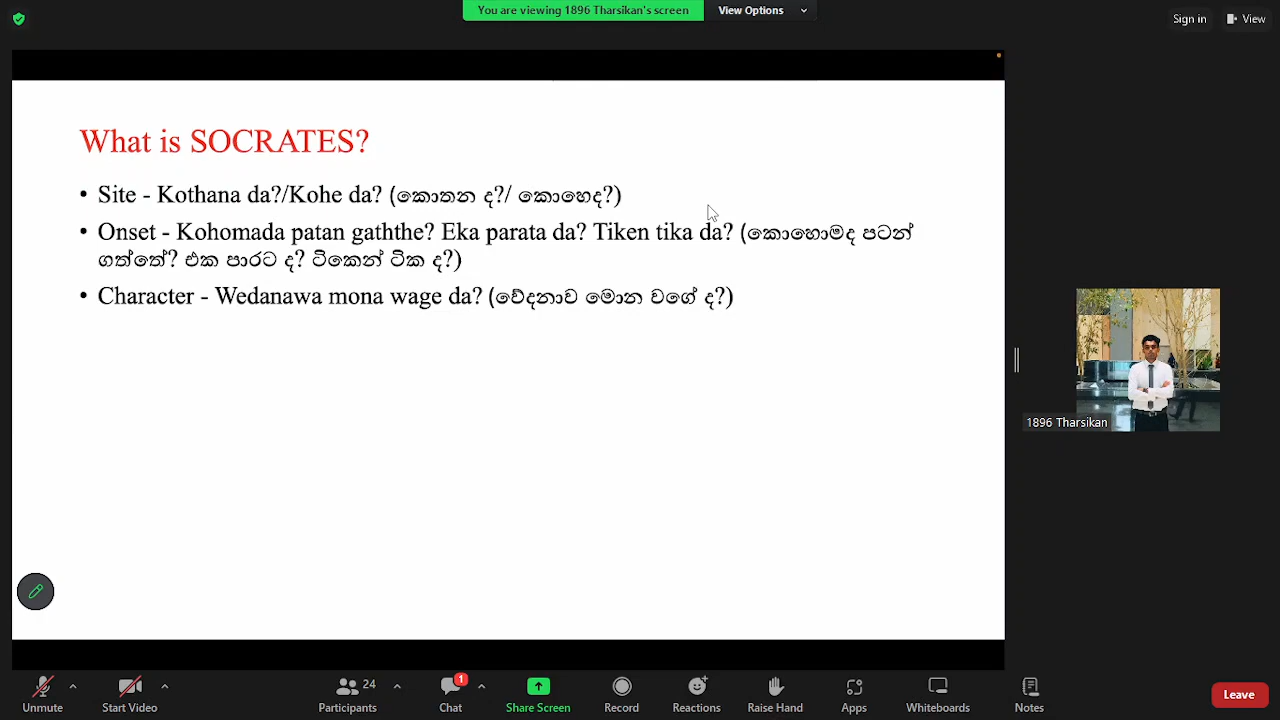 You are viewing 1896 Tharsikan's screen
View Options
Sign in
View
What is SOCRATES?
• Site - Kothana da?/Kohe da? (කොතන ද?/ කොහෙද?)
• Onset - Kohomada patan gaththe? Eka parata da? Tiken tika da? (කොහොමද පටන්
ගත්තේ? එක පාරට ද? ටිකෙන් ටික ද?)
• Character - Wedanawa mona wage da? (වේදනාව මොන වගේ ද?)
1896 Tharsikan
Unmute
Start Video
24
Participants
1
Chat
Share Screen
Record
Reactions
Raise Hand
Apps
Whiteboards
Notes
Leave